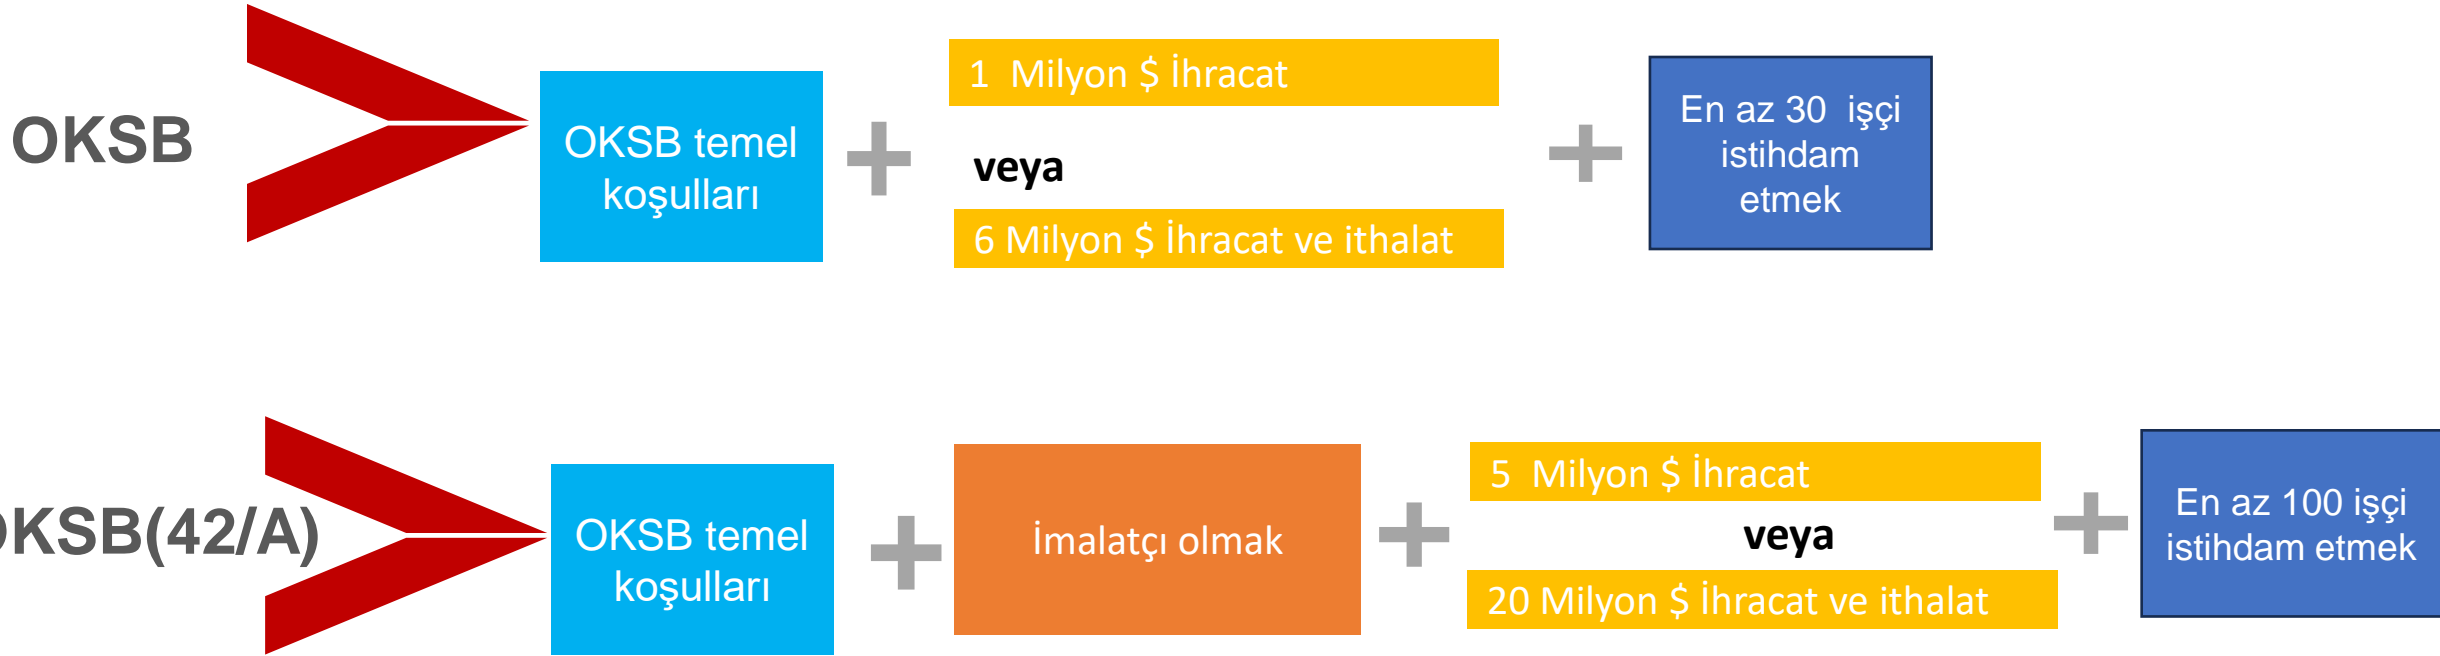 OKSB
OKSB temel
koşulları
1 Milyon $ İhracat
veya
6 Milyon $ İhracat ve ithalat
En az 30 işçi
istihdam
etmek
OKSB(42/A)
OKSB temel
koşulları
İmalatçı olmak
5 Milyon $ İhracat
veya
20 Milyon $ İhracat ve ithalat
En az 100 işçi
istihdam etmek